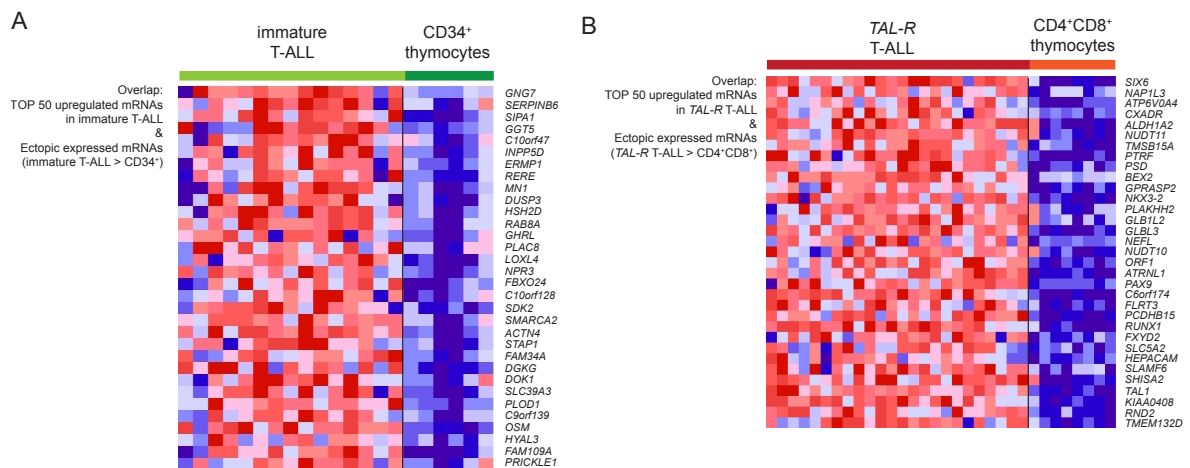 A
immature
T-ALL
CD34⁺
thymocytes
Overlap:
TOP 50 upregulated mRNAs
in immature T-ALL
&
Ectopic expressed mRNAs
(immature T-ALL > CD34⁺)
GNG7
SERPINB6
SIPA1
GGT5
C10orf47
INPP5D
ERMP1
RERE
MN1
DUSP3
HSH2D
RAB8A
GHRL
PLAC8
LOXL4
NPR3
FBXO24
C10orf128
SDK2
SMARCA2
ACTN4
STAP1
FAM34A
DGKG
DOK1
SLC39A3
PLOD1
C9orf139
OSM
HYAL3
FAM109A
PRICKLE1
B
TAL-R
T-ALL
CD4⁺CD8⁺
thymocytes
Overlap:
TOP 50 upregulated mRNAs
in TAL-R T-ALL
&
Ectopic expressed mRNAs
(TAL-R T-ALL > CD4⁺CD8⁺)
SIX6
NAP1L3
ATP6V0A4
CXADR
ALDH1A2
NUDT11
TMSB15A
PTRF
PSD
BEX2
GPRASP2
NKX3-2
PLAKHH2
GLB1L2
GLBL3
NEFL
NUDT10
ORF1
ATRNL1
PAX9
C6orf174
FLRT3
PCDHB15
RUNX1
FXYD2
SLC5A2
HEPACAM
SLAMF6
SHISA2
TAL1
KIAA0408
RND2
TMEM132D